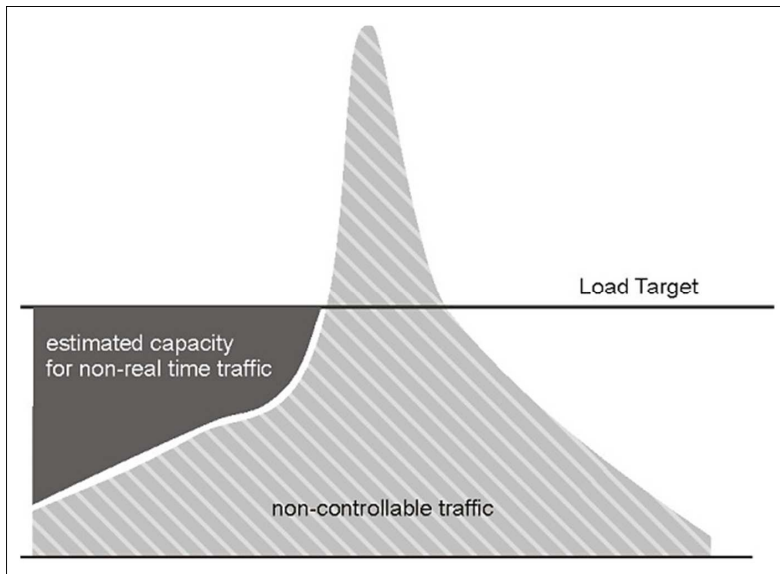 Load Target
estimated capacity
for non-real time traffic
non-controllable traffic